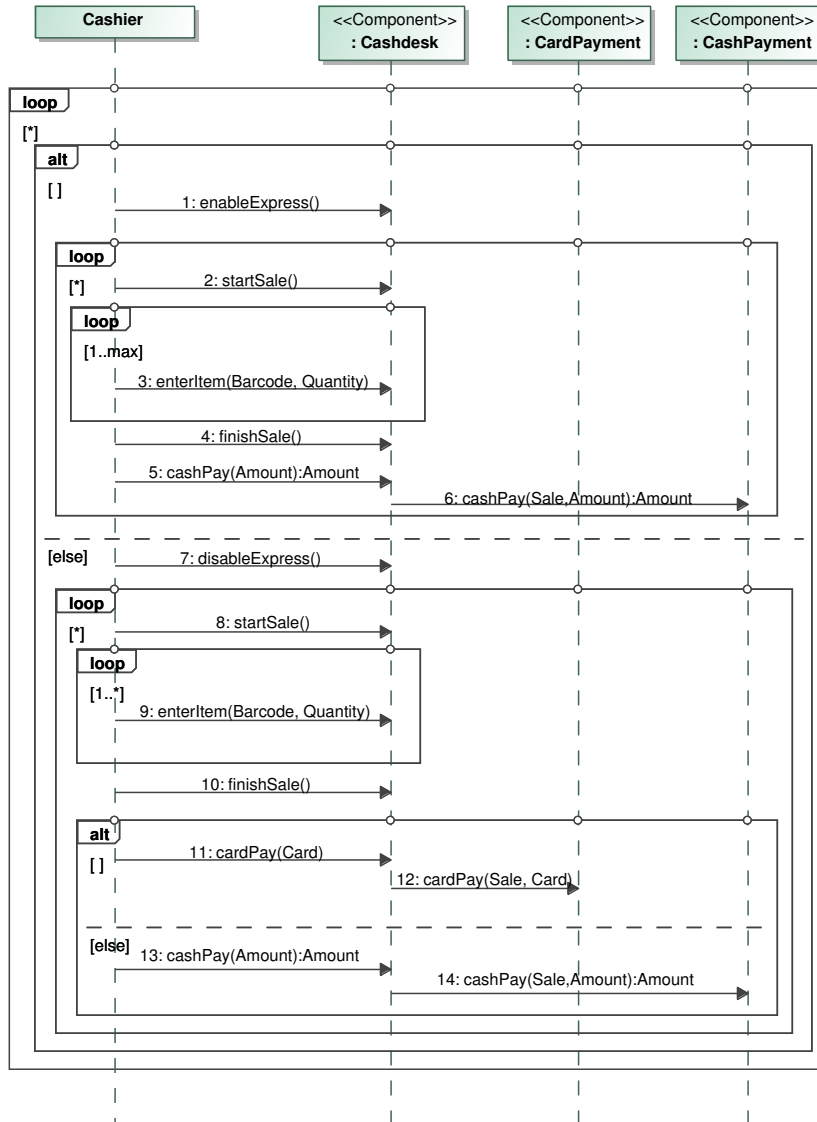 Cashier
<<Component>>
: Cashdesk
<<Component>>
: CardPayment
<<Component>>
: CashPayment
loop
[*]
alt
[ ]
1: enableExpress()
loop
[*]
2: startSale()
loop
[1..max]
3: enterItem(Barcode, Quantity)
4: finishSale()
5: cashPay(Amount):Amount
6: cashPay(Sale,Amount):Amount
[else]
7: disableExpress()
loop
[*]
8: startSale()
loop
[1..*]
9: enterItem(Barcode, Quantity)
10: finishSale()
alt
[ ]
11: cardPay(Card)
12: cardPay(Sale, Card)
[else]
13: cashPay(Amount):Amount
14: cashPay(Sale,Amount):Amount